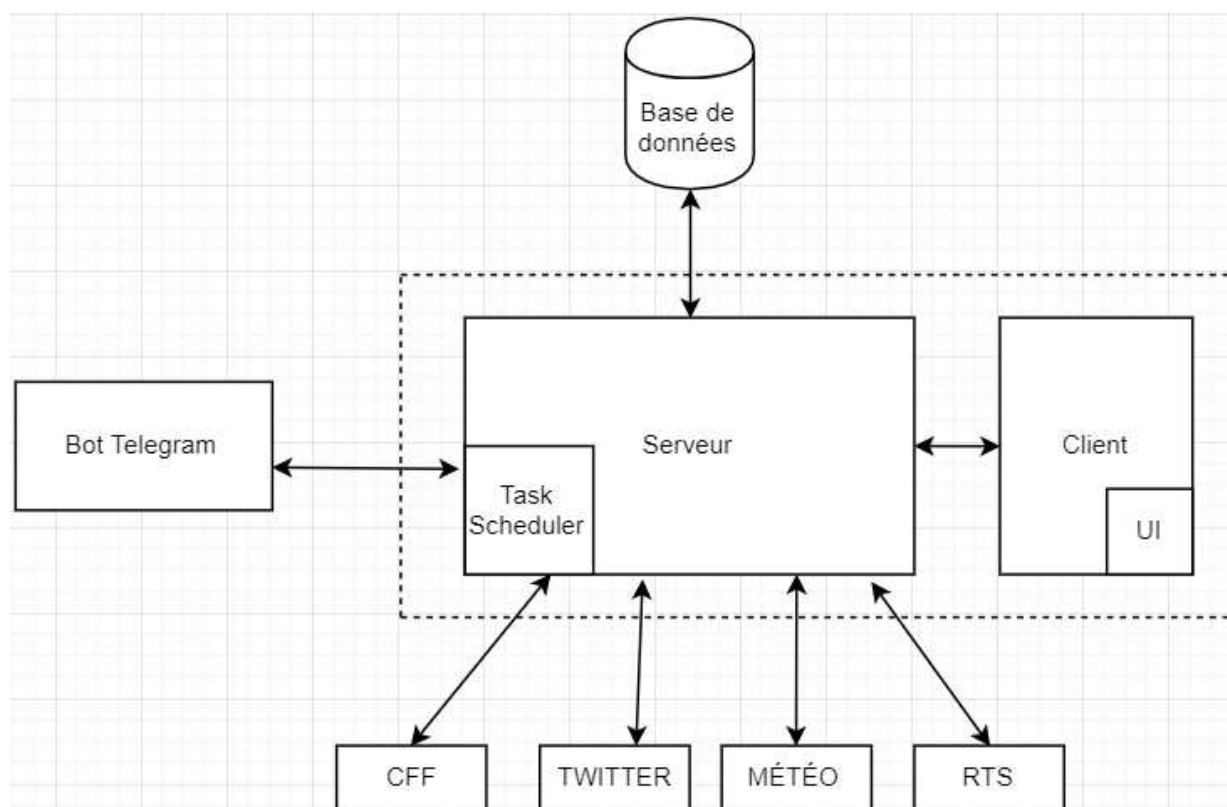 Base de
données
Bot Telegram
Serveur
Client
Task
Scheduler
UI
CFF
TWITTER
MÉTÉO
RTS